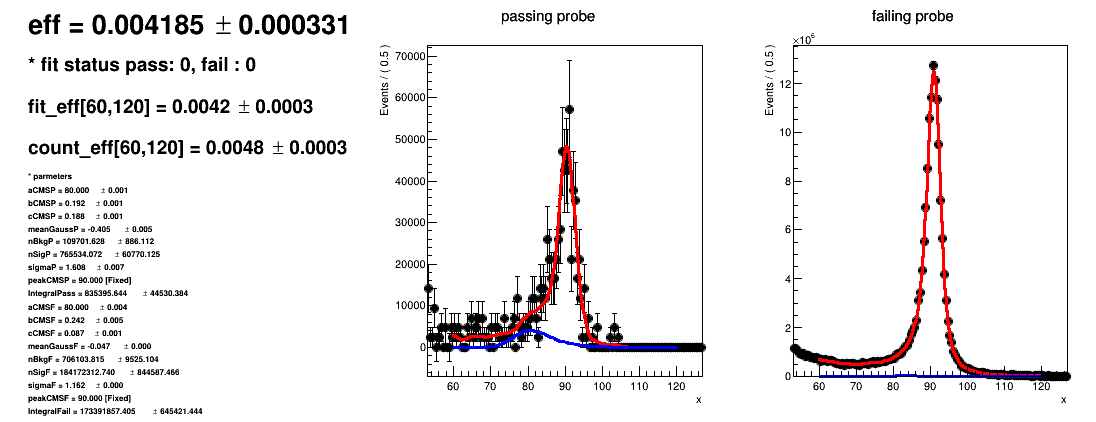 eff = 0.004185 ± 0.000331
* fit status pass: 0, fail : 0
fit_eff[60,120] = 0.0042 ± 0.0003
count_eff[60,120] = 0.0048 ± 0.0003
* parmeters
aCMSP = 80.000 ± 0.001
bCMSP = 0.192 ± 0.001
cCMSP = 0.188 ± 0.001
meanGaussP = -0.405 ± 0.005
nBkgP = 109701.628 ± 886.112
nSigP = 765534.072 ± 60770.125
sigmaP = 1.608 ± 0.007
peakCMSP = 90.000 [Fixed]
IntegralPass = 835395.644 ± 44530.384
aCMSF = 80.000 ± 0.004
bCMSF = 0.242 ± 0.005
cCMSF = 0.087 ± 0.001
meanGaussF = -0.047 ± 0.000
nBkgF = 706103.815 ± 9525.104
nSigF = 184172312.740 ± 844587.466
sigmaF = 1.162 ± 0.000
peakCMSF = 90.000 [Fixed]
IntegralFail = 173391857.405 ± 645421.444
passing probe
Events / ( 0.5 )
70000
60000
50000
40000
30000
20000
10000
0
60 70 80 90 100 110 120
x
failing probe
×10⁶
Events / ( 0.5 )
12
10
8
6
4
2
0
60 70 80 90 100 110 120
x